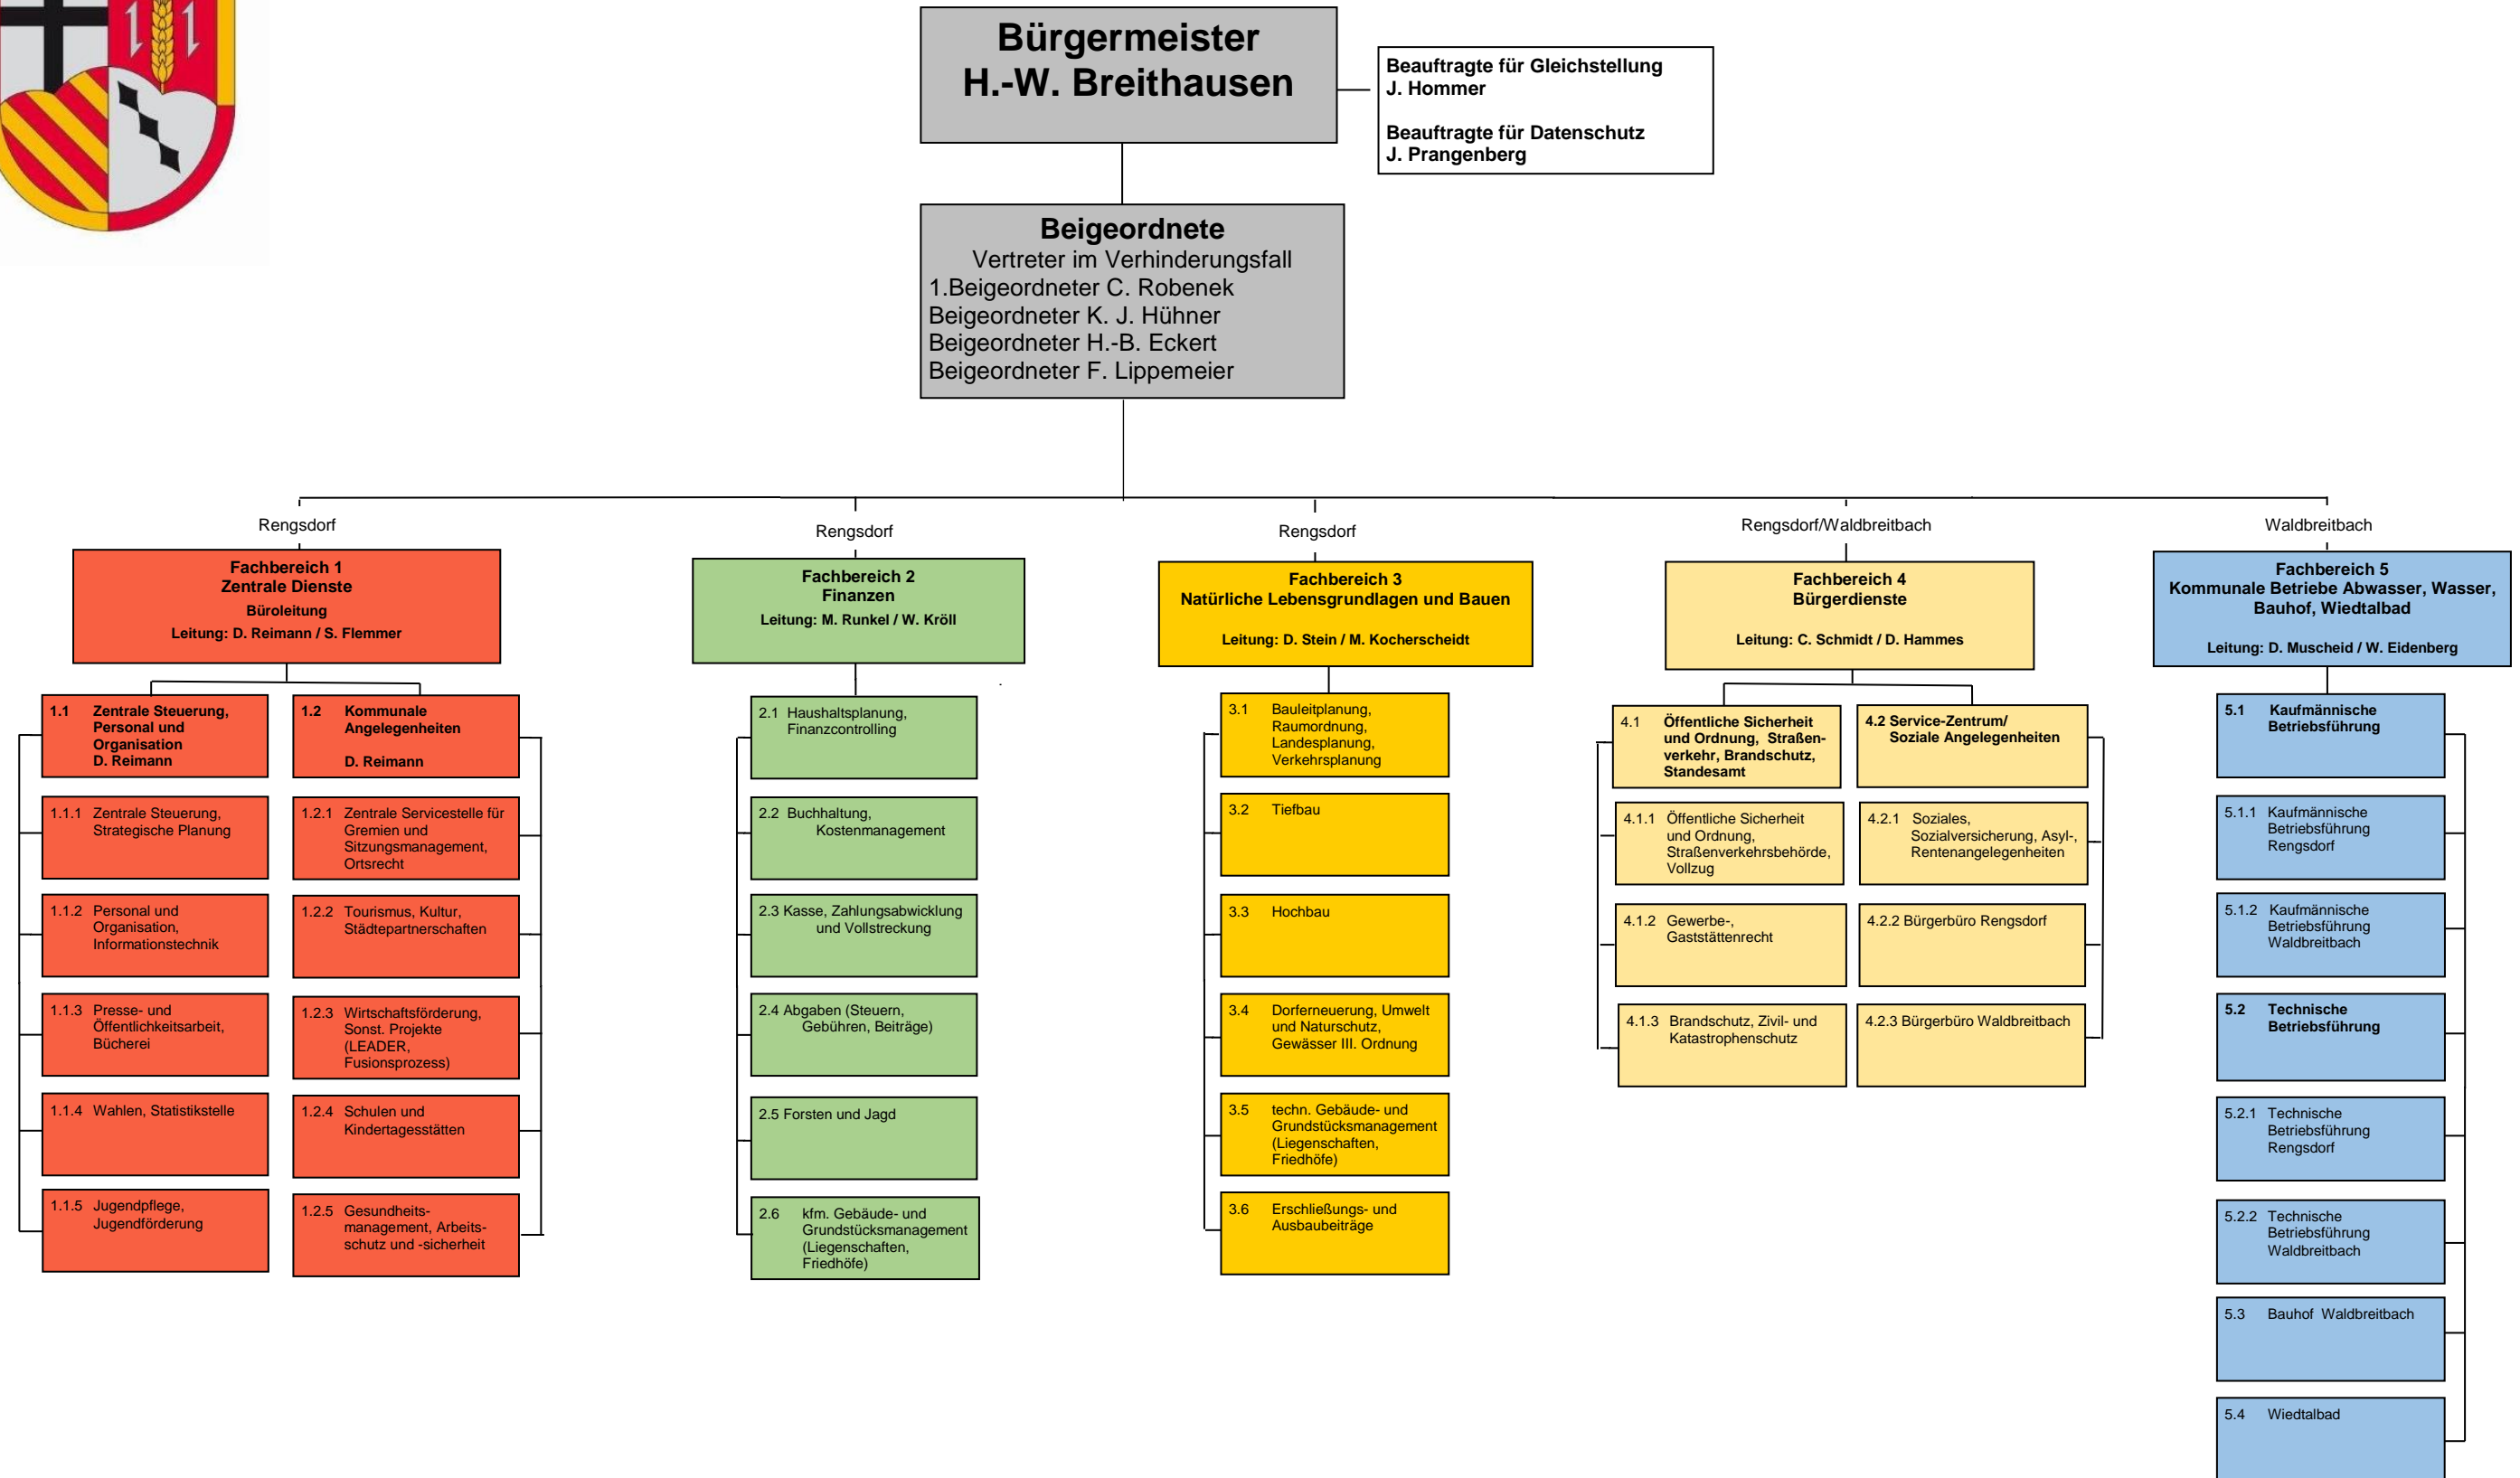 Bürgermeister
H.-W. Breithausen
Beauftragte für Gleichstellung
J. Hommer
Beauftragte für Datenschutz
J. Prangenberg
Beigeordnete
Vertreter im Verhinderungsfall
1.Beigeordneter C. Robenek
Beigeordneter K. J. Hühner
Beigeordneter H.-B. Eckert
Beigeordneter F. Lippemeier
Rengsdorf
Fachbereich 1
Zentrale Dienste
Büroleitung
Leitung: D. Reimann / S. Flemmer
1.1 Zentrale Steuerung,
Personal und
Organisation
D. Reimann
1.1.1 Zentrale Steuerung,
Strategische Planung
1.1.2 Personal und
Organisation,
Informationstechnik
1.1.3 Presse- und
Öffentlichkeitsarbeit,
Bücherei
1.1.4 Wahlen, Statistikstelle
1.1.5 Jugendpflege,
Jugendförderung
1.2 Kommunale
Angelegenheiten
D. Reimann
1.2.1 Zentrale Servicestelle für
Gremien und
Sitzungsmanagement,
Ortsrecht
1.2.2 Tourismus, Kultur,
Städtepartnerschaften
1.2.3 Wirtschaftsförderung,
Sonst. Projekte
(LEADER,
Fusionsprozess)
1.2.4 Schulen und
Kindertagesstätten
1.2.5 Gesundheits-
management, Arbeits-
schutz und -sicherheit
Rengsdorf
Fachbereich 2
Finanzen
Leitung: M. Runkel / W. Kröll
2.1 Haushaltsplanung,
Finanzcontrolling
2.2 Buchhaltung,
Kostenmanagement
2.3 Kasse, Zahlungsabwicklung
und Vollstreckung
2.4 Abgaben (Steuern,
Gebühren, Beiträge)
2.5 Forsten und Jagd
2.6 kfm. Gebäude- und
Grundstücksmanagement
(Liegenschaften,
Friedhöfe)
Rengsdorf
Fachbereich 3
Natürliche Lebensgrundlagen und Bauen
Leitung: D. Stein / M. Kocherscheidt
3.1 Bauleitplanung,
Raumordnung,
Landesplanung,
Verkehrsplanung
3.2 Tiefbau
3.3 Hochbau
3.4 Dorferneuerung, Umwelt
und Naturschutz,
Gewässer III. Ordnung
3.5 techn. Gebäude- und
Grundstücksmanagement
(Liegenschaften,
Friedhöfe)
3.6 Erschließungs- und
Ausbaubeiträge
Rengsdorf/Waldbreitbach
Fachbereich 4
Bürgerdienste
Leitung: C. Schmidt / D. Hammes
4.1 Öffentliche Sicherheit
und Ordnung, Straßen-
verkehr, Brandschutz,
Standesamt
4.1.1 Öffentliche Sicherheit
und Ordnung,
Straßenverkehrsbehörde,
Vollzug
4.1.2 Gewerbe-,
Gaststättenrecht
4.1.3 Brandschutz, Zivil- und
Katastrophenschutz
4.2 Service-Zentrum/
Soziale Angelegenheiten
4.2.1 Soziales,
Sozialversicherung, Asyl-,
Rentenangelegenheiten
4.2.2 Bürgerbüro Rengsdorf
4.2.3 Bürgerbüro Waldbreitbach
Waldbreitbach
Fachbereich 5
Kommunale Betriebe Abwasser, Wasser,
Bauhof, Wiedtalbad
Leitung: D. Muscheid / W. Eidenberg
5.1 Kaufmännische
Betriebsführung
5.1.1 Kaufmännische
Betriebsführung
Rengsdorf
5.1.2 Kaufmännische
Betriebsführung
Waldbreitbach
5.2 Technische
Betriebsführung
5.2.1 Technische
Betriebsführung
Rengsdorf
5.2.2 Technische
Betriebsführung
Waldbreitbach
5.3 Bauhof Waldbreitbach
5.4 Wiedtalbad